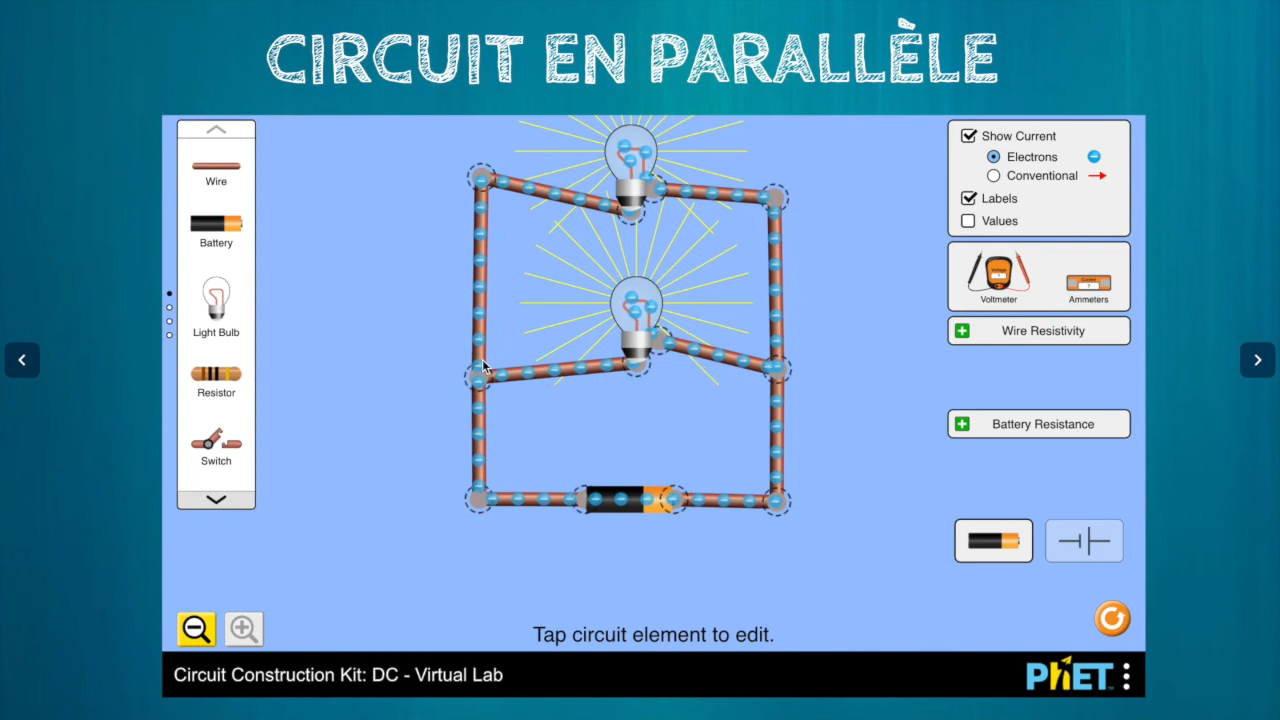 CIRCUIT EN PARALLÈLE
Wire
Battery
Light Bulb
Resistor
Switch
Show Current
Electrons
Conventional
Labels
Values
Voltmeter
Ammeters
Wire Resistivity
Battery Resistance
Tap circuit element to edit.
Circuit Construction Kit: DC - Virtual Lab
PhET